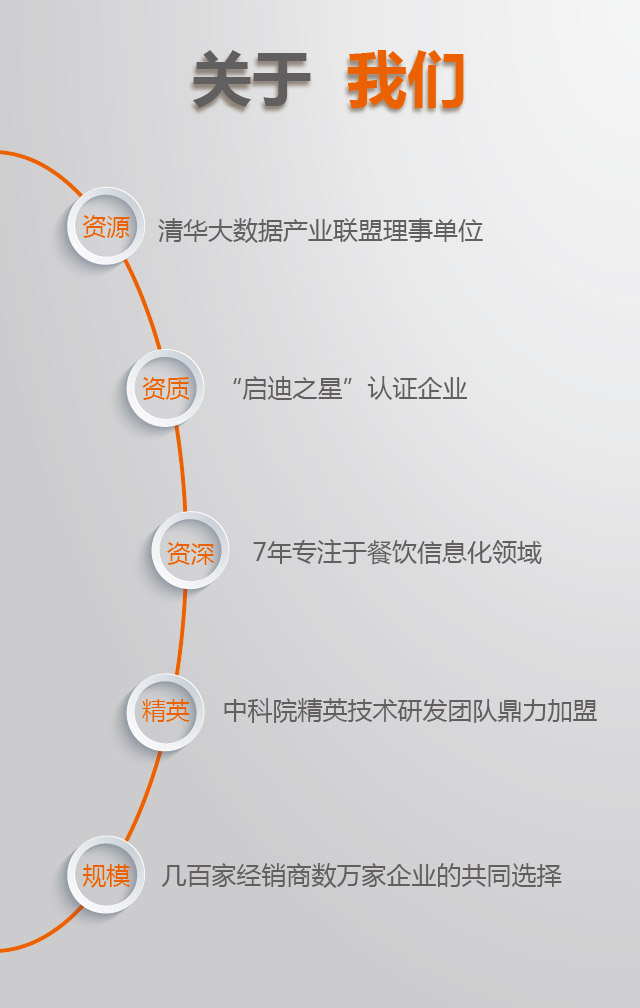 关于 我们
资源 清华大数据产业联盟理事单位
资质 “启迪之星”认证企业
资深 7年专注于餐饮信息化领域
精英 中科院精英技术研发团队鼎力加盟
规模 几百家经销商数万家企业的共同选择